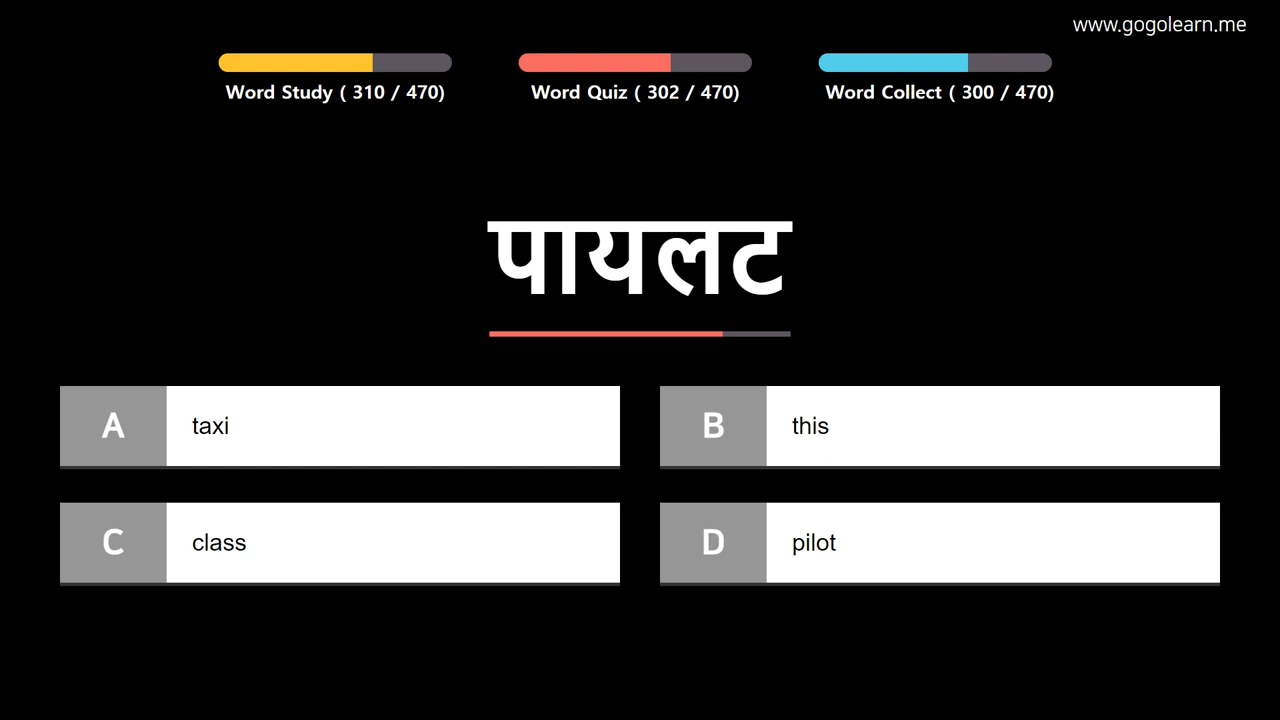 www.gogolearn.me
Word Study ( 310 / 470)
Word Quiz ( 302 / 470)
Word Collect ( 300 / 470)
पायलट
A taxi
B this
C class
D pilot